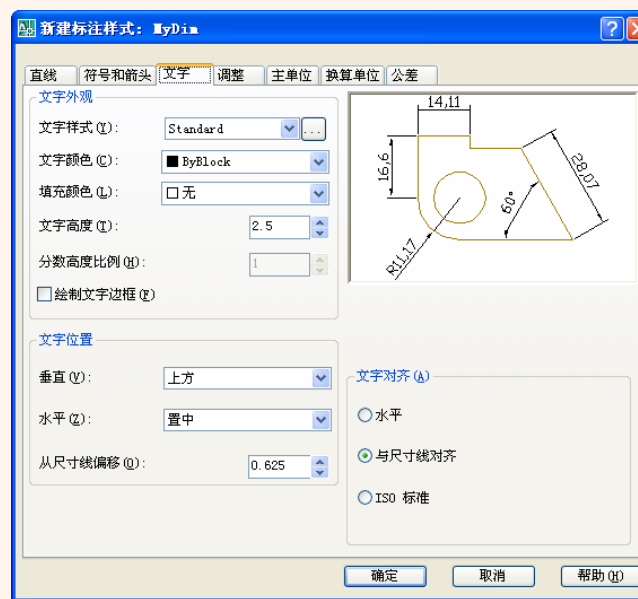 新建标注样式: MyDim
直线 符号和箭头 文字 调整 主单位 换算单位 公差
文字外观
文字样式(Y): Standard ...
文字颜色(C): ByBlock
填充颜色(L): 无
文字高度(T): 2.5
分数高度比例(H): 1
绘制文字边框(F)
14,11
16,6
28,07
60°
R11,17
文字位置
垂直(V): 上方
水平(Z): 置中
从尺寸线偏移(O): 0.625
文字对齐(A)
水平
与尺寸线对齐
ISO 标准
确定 取消 帮助(H)